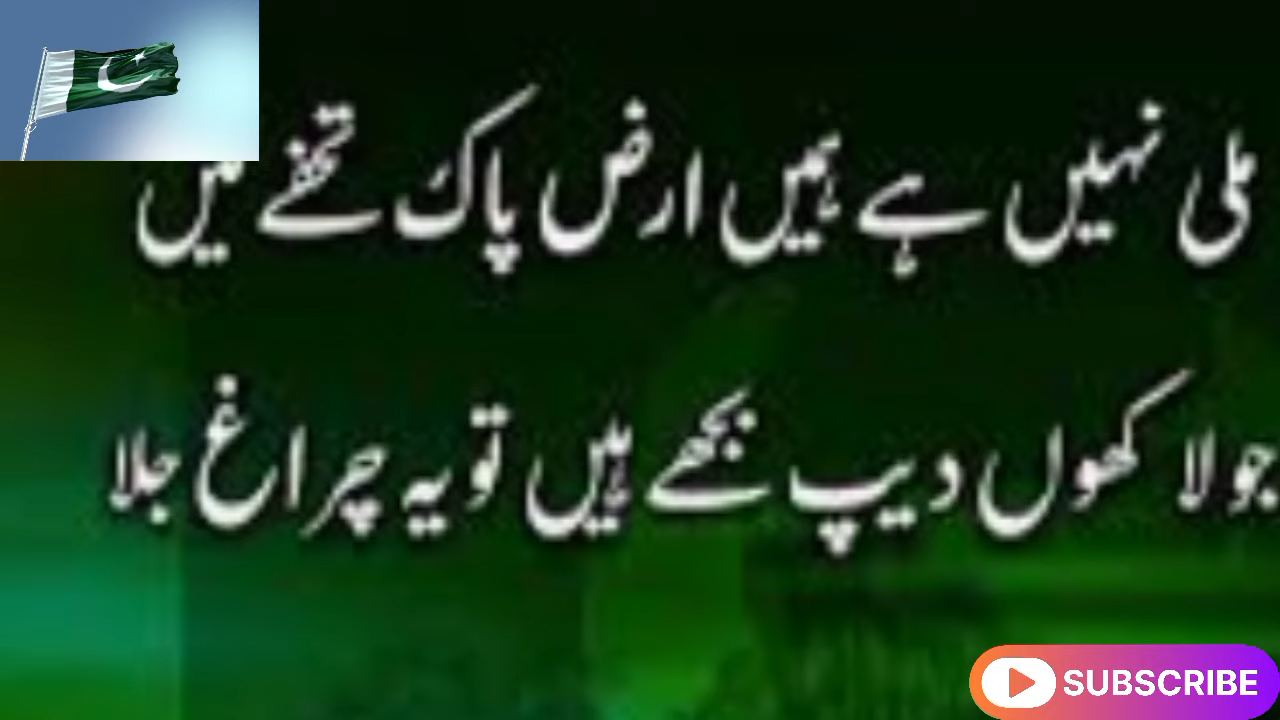 ملی نہیں ہے ہمیں ارض پاک تحفے میں
جو لاکھوں دیپ بجھے ہیں تو یہ چراغ جلا
SUBSCRIBE